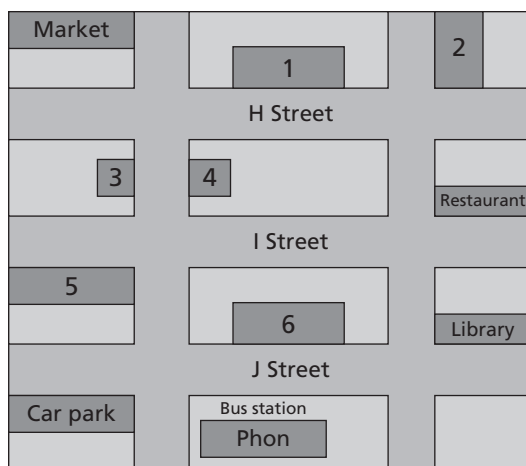 Market
1
2
H Street
3
4
Restaurant
I Street
5
6
Library
J Street
Car park
Bus station
Phon